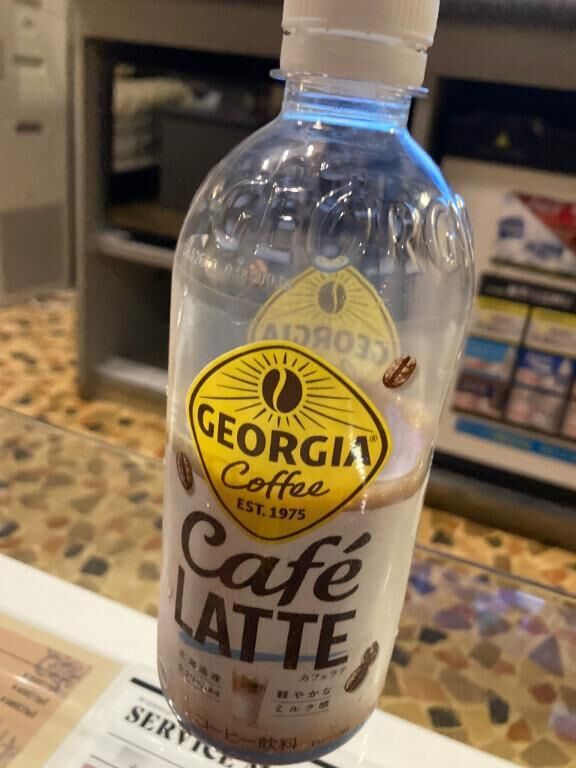 GEORG
GEORGIA
GEORGIA®
Coffee
EST. 1975
Café
LATTE
カフェラテ
北海道産
軽やかな
ミルク感
コーヒー飲料
SERVICE